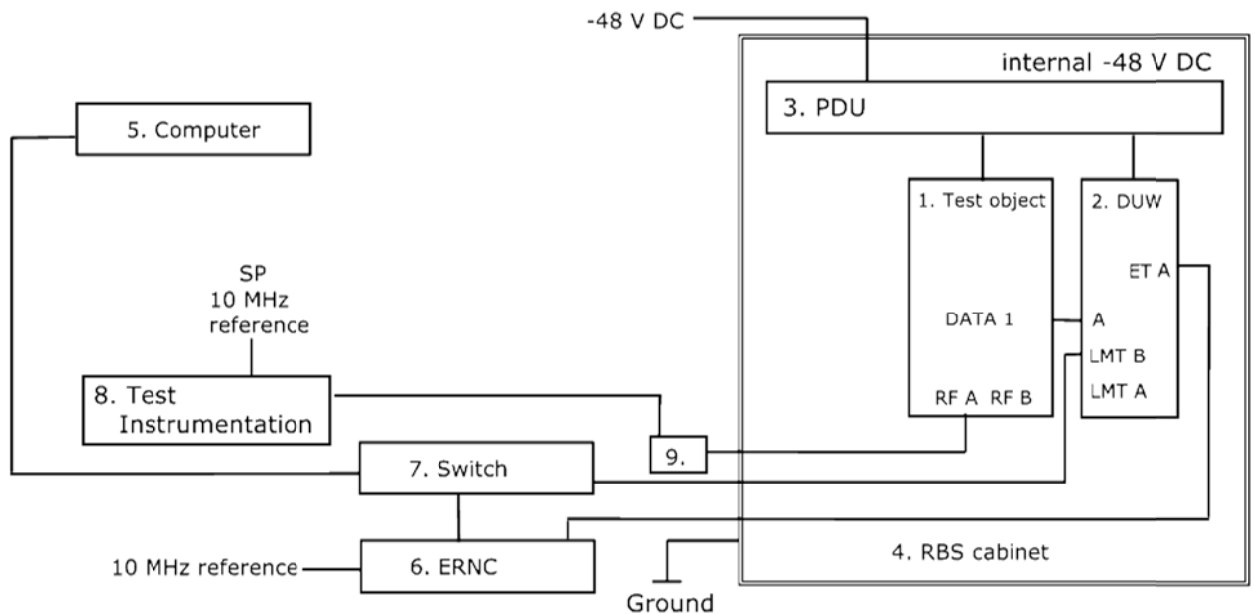 -48 V DC
internal -48 V DC
3. PDU
5. Computer
1. Test object
2. DUW
ET A
SP
10 MHz
reference
DATA 1
A
LMT B
LMT A
8. Test
Instrumentation
RF A RF B
9.
7. Switch
10 MHz reference
6. ERNC
4. RBS cabinet
Ground